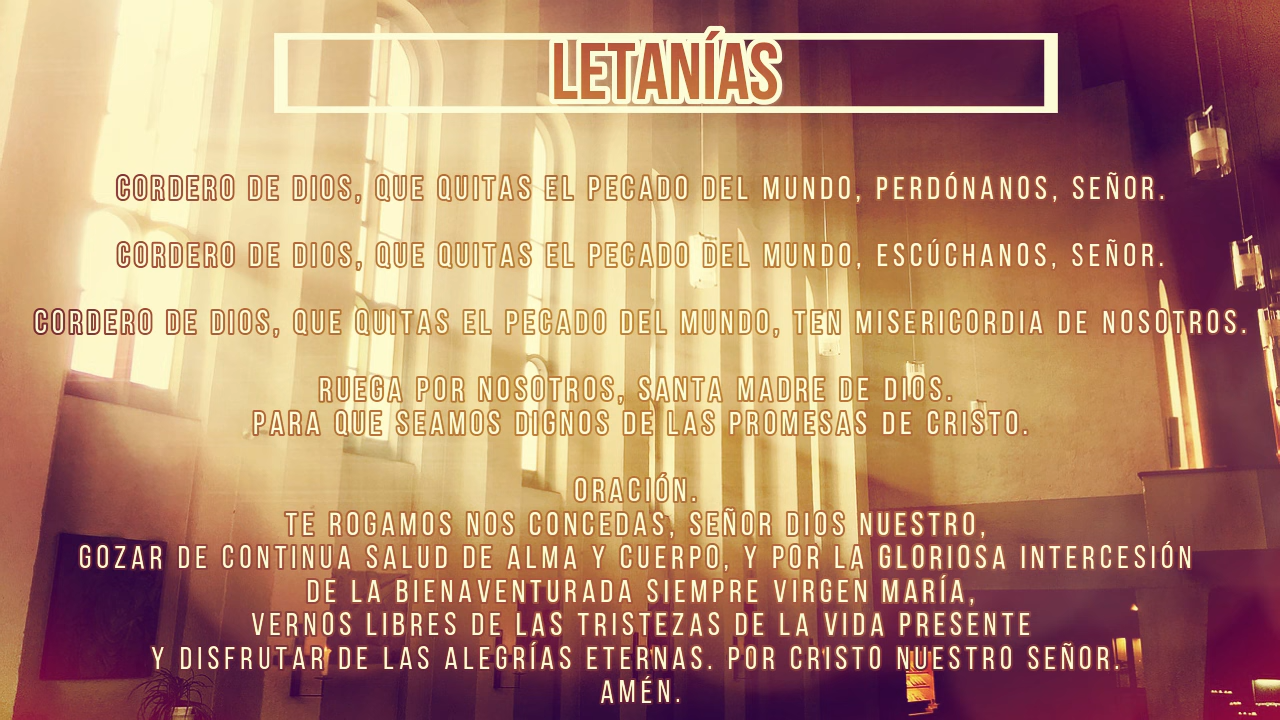 LETANÍAS
CORDERO DE DIOS, QUE QUITAS EL PECADO DEL MUNDO, PERDÓNANOS, SEÑOR.
CORDERO DE DIOS, QUE QUITAS EL PECADO DEL MUNDO, ESCÚCHANOS, SEÑOR.
CORDERO DE DIOS, QUE QUITAS EL PECADO DEL MUNDO, TEN MISERICORDIA DE NOSOTROS.
RUEGA POR NOSOTROS, SANTA MADRE DE DIOS.
PARA QUE SEAMOS DIGNOS DE LAS PROMESAS DE CRISTO.
ORACIÓN.
TE ROGAMOS NOS CONCEDAS, SEÑOR DIOS NUESTRO,
GOZAR DE CONTINUA SALUD DE ALMA Y CUERPO, Y POR LA GLORIOSA INTERCESIÓN
DE LA BIENAVENTURADA SIEMPRE VIRGEN MARÍA,
VERNOS LIBRES DE LAS TRISTEZAS DE LA VIDA PRESENTE
Y DISFRUTAR DE LAS ALEGRÍAS ETERNAS. POR CRISTO NUESTRO SEÑOR.
AMÉN.